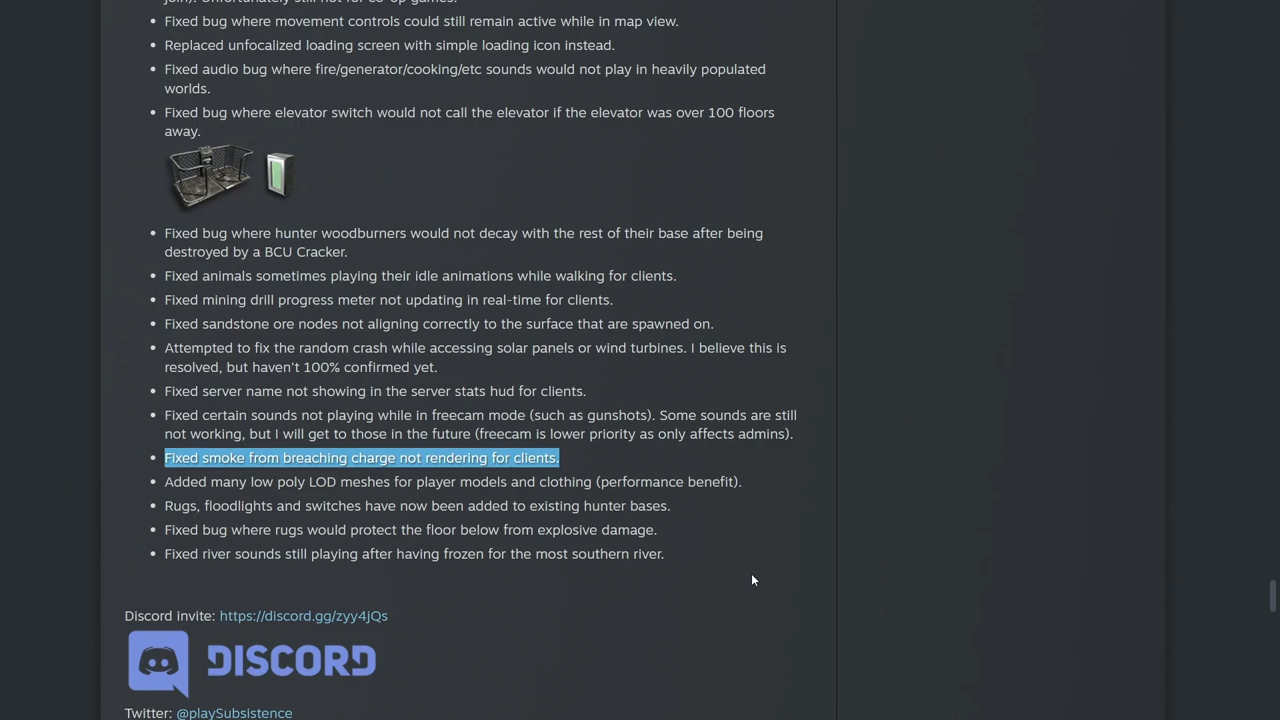 join). Unfortunately still not for co-op games.
Fixed bug where movement controls could still remain active while in map view.
Replaced unfocalized loading screen with simple loading icon instead.
Fixed audio bug where fire/generator/cooking/etc sounds would not play in heavily populated
worlds.
Fixed bug where elevator switch would not call the elevator if the elevator was over 100 floors
away.
Fixed bug where hunter woodburners would not decay with the rest of their base after being
destroyed by a BCU Cracker.
Fixed animals sometimes playing their idle animations while walking for clients.
Fixed mining drill progress meter not updating in real-time for clients.
Fixed sandstone ore nodes not aligning correctly to the surface that are spawned on.
Attempted to fix the random crash while accessing solar panels or wind turbines. I believe this is
resolved, but haven't 100% confirmed yet.
Fixed server name not showing in the server stats hud for clients.
Fixed certain sounds not playing while in freecam mode (such as gunshots). Some sounds are still
not working, but I will get to those in the future (freecam is lower priority as only affects admins).
Fixed smoke from breaching charge not rendering for clients.
Added many low poly LOD meshes for player models and clothing (performance benefit).
Rugs, floodlights and switches have now been added to existing hunter bases.
Fixed bug where rugs would protect the floor below from explosive damage.
Fixed river sounds still playing after having frozen for the most southern river.
Discord invite: https://discord.gg/zyy4jQs
DISCORD
Twitter: @playSubsistence